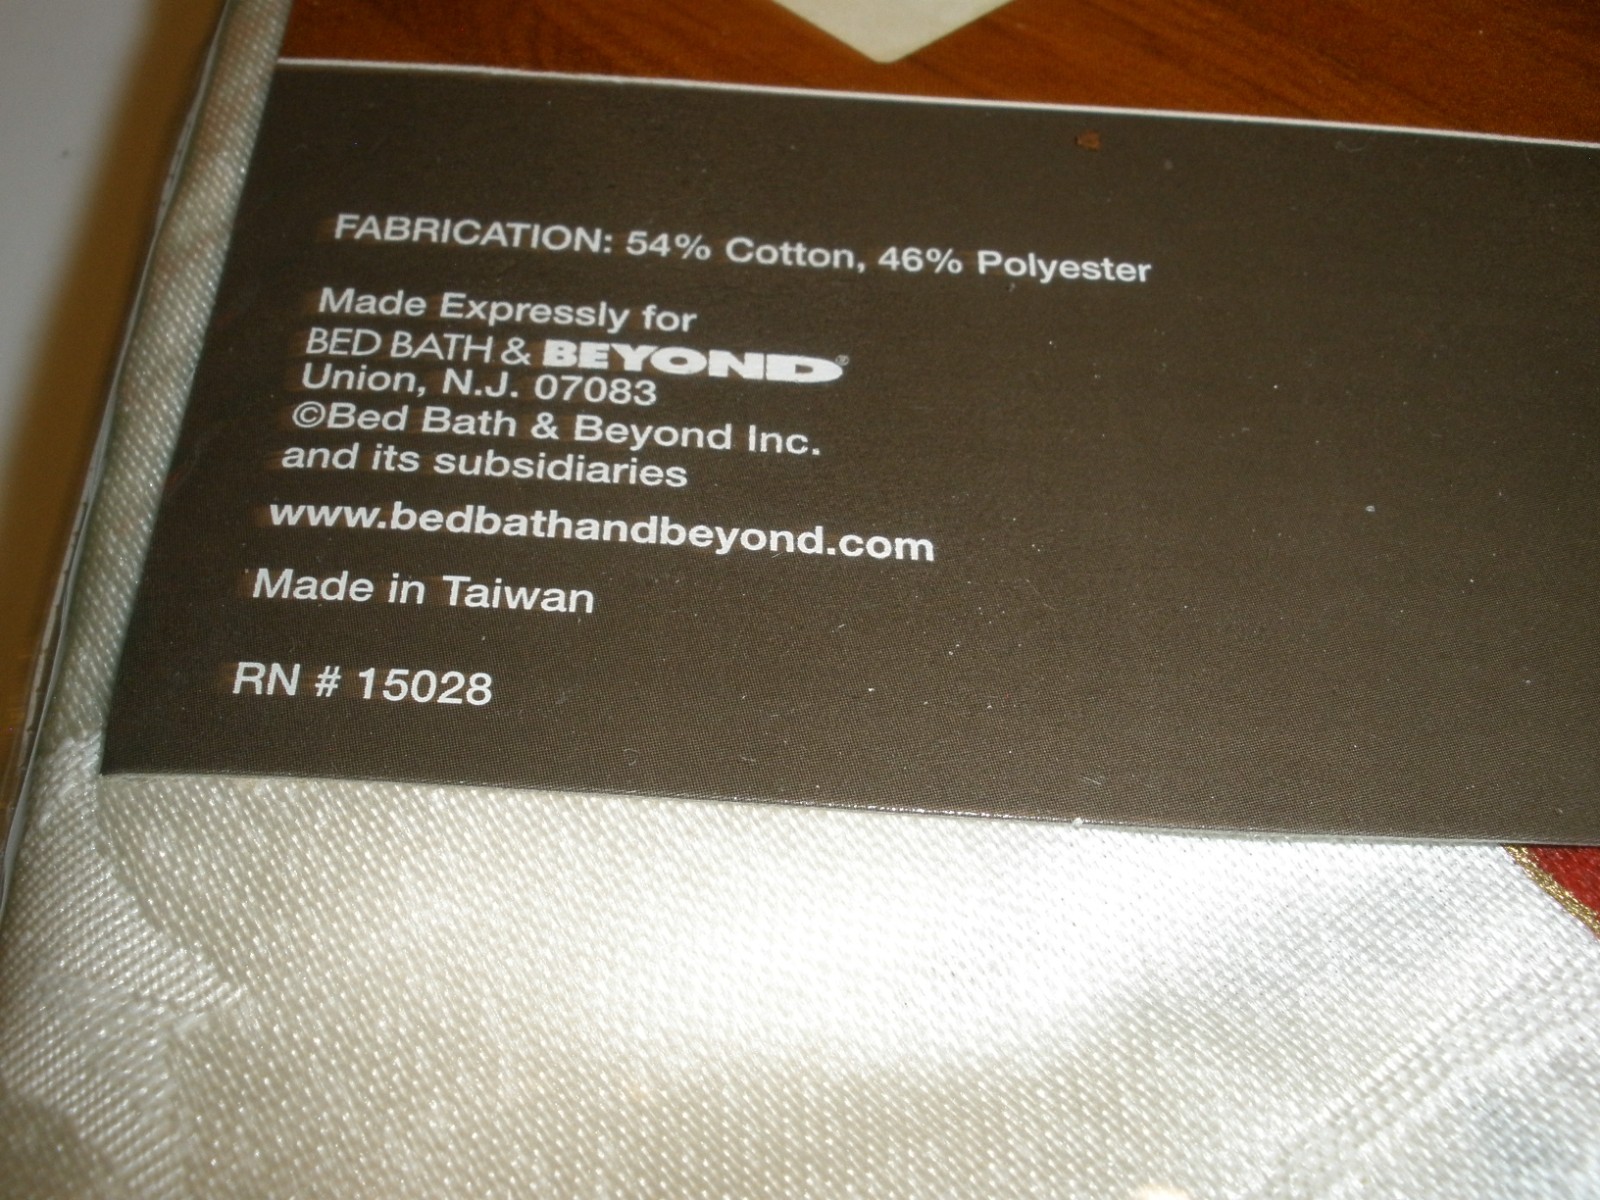 FABRICATION: 54% Cotton, 46% Polyester
Made Expressly for
BED BATH & BEYOND®
Union, N.J. 07083
©Bed Bath & Beyond Inc.
and its subsidiaries
www.bedbathandbeyond.com
Made in Taiwan
RN # 15028